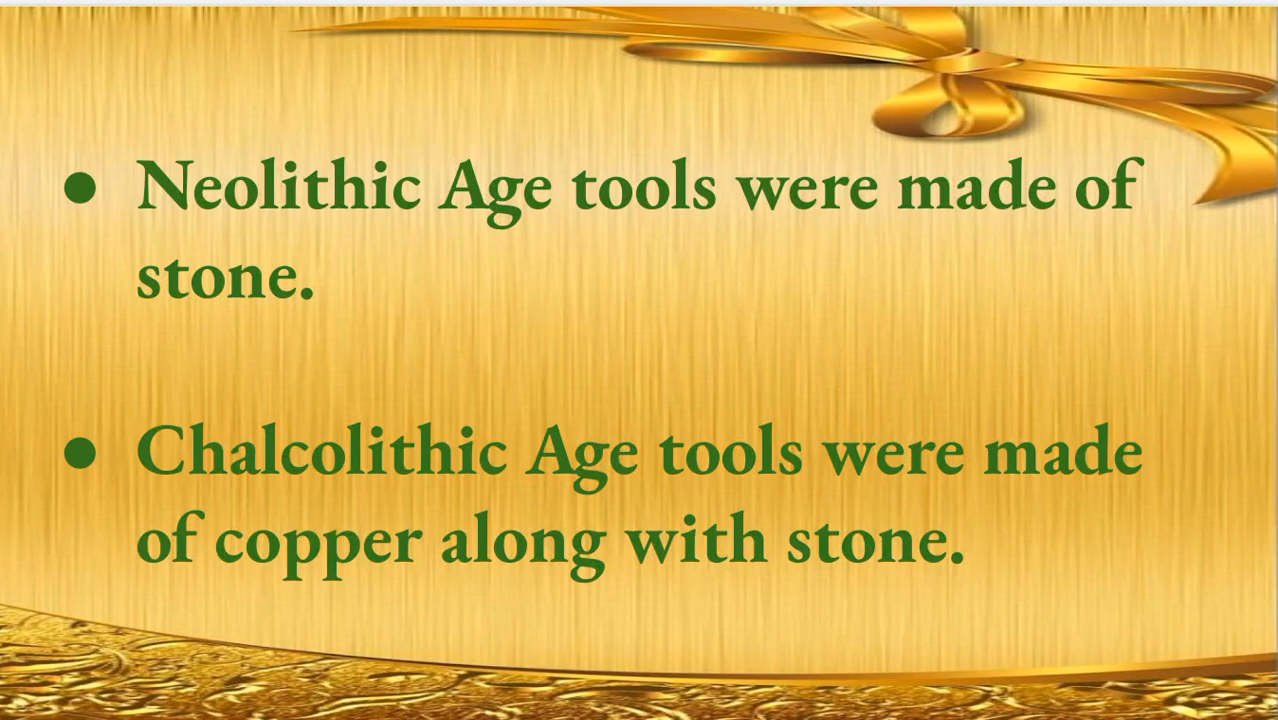 ● Neolithic Age tools were made of
stone.
● Chalcolithic Age tools were made
of copper along with stone.